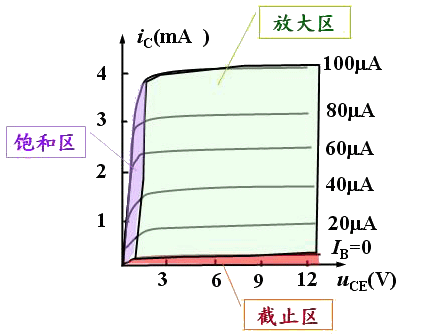 放大区
iC(mA )
4
100μA
3
80μA
饱和区
60μA
2
40μA
1
20μA
IB=0
3
6
9
12
uCE(V)
截止区